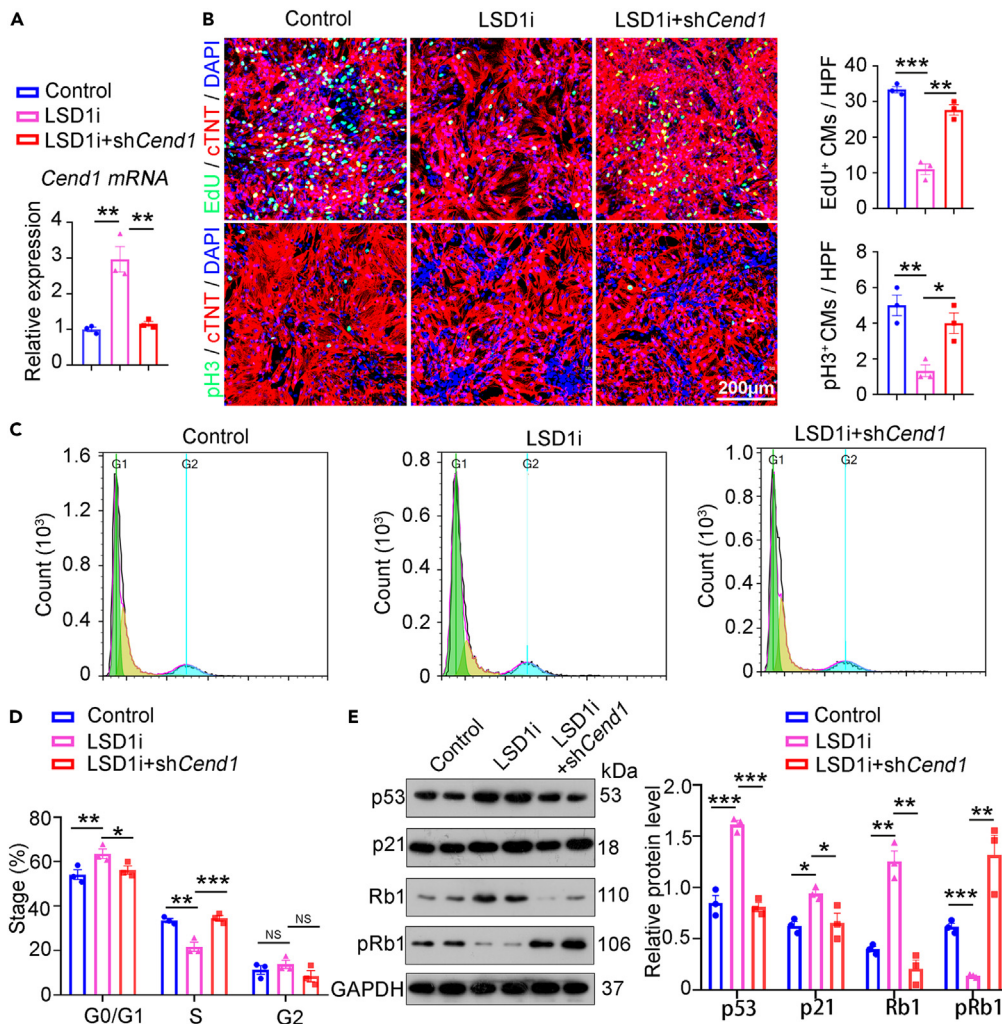 A
Control
LSD1i
LSD1i+shCend1
Cend1 mRNA
Relative expression
4
3
2
1
0
**
**
B
Control
LSD1i
LSD1i+shCend1
EdU / cTNT / DAPI
pH3 / cTNT / DAPI
200μm
EdU⁺ CMs / HPF
40
30
20
10
0
***
**
pH3⁺ CMs / HPF
8
6
4
2
0
**
*
C
Control
LSD1i
LSD1i+shCend1
Count (10³)
1.6
1.2
0.8
0.4
0
G1
G2
Count (10³)
0.8
0.6
0.4
0.2
0
G1
G2
Count (10³)
1.0
0.8
0.6
0.4
0.2
0
G1
G2
D
Control
LSD1i
LSD1i+shCend1
Stage (%)
80
60
40
20
0
**
*
**
***
NS
NS
G0/G1
S
G2
E
Control
LSD1i
LSD1i
+shCend1
kDa
p53
53
p21
18
Rb1
110
pRb1
106
GAPDH
37
Control
LSD1i
LSD1i+shCend1
Relative protein level
2.0
1.5
1.0
0.5
0.0
***
***
*
*
**
**
***
**
p53
p21
Rb1
pRb1